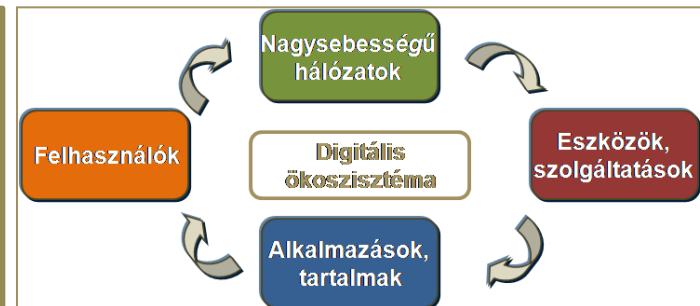 Nagysebességű
hálózatok
Eszközök,
szolgáltatások
Alkalmazások,
tartalmak
Felhasználók
Digitális
ökoszisztéma